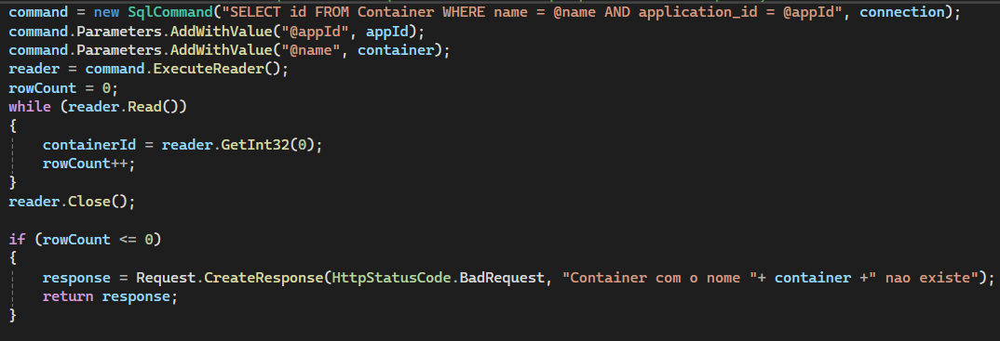 command = new SqlCommand("SELECT id FROM Container WHERE name = @name AND application_id = @appId", connection);
command.Parameters.AddWithValue("@appId", appId);
command.Parameters.AddWithValue("@name", container);
reader = command.ExecuteReader();
rowCount = 0;
while (reader.Read())
{
    containerId = reader.GetInt32(0);
    rowCount++;
}
reader.Close();

if (rowCount <= 0)
{
    response = Request.CreateResponse(HttpStatusCode.BadRequest, "Container com o nome "+ container +" nao existe");
    return response;
}